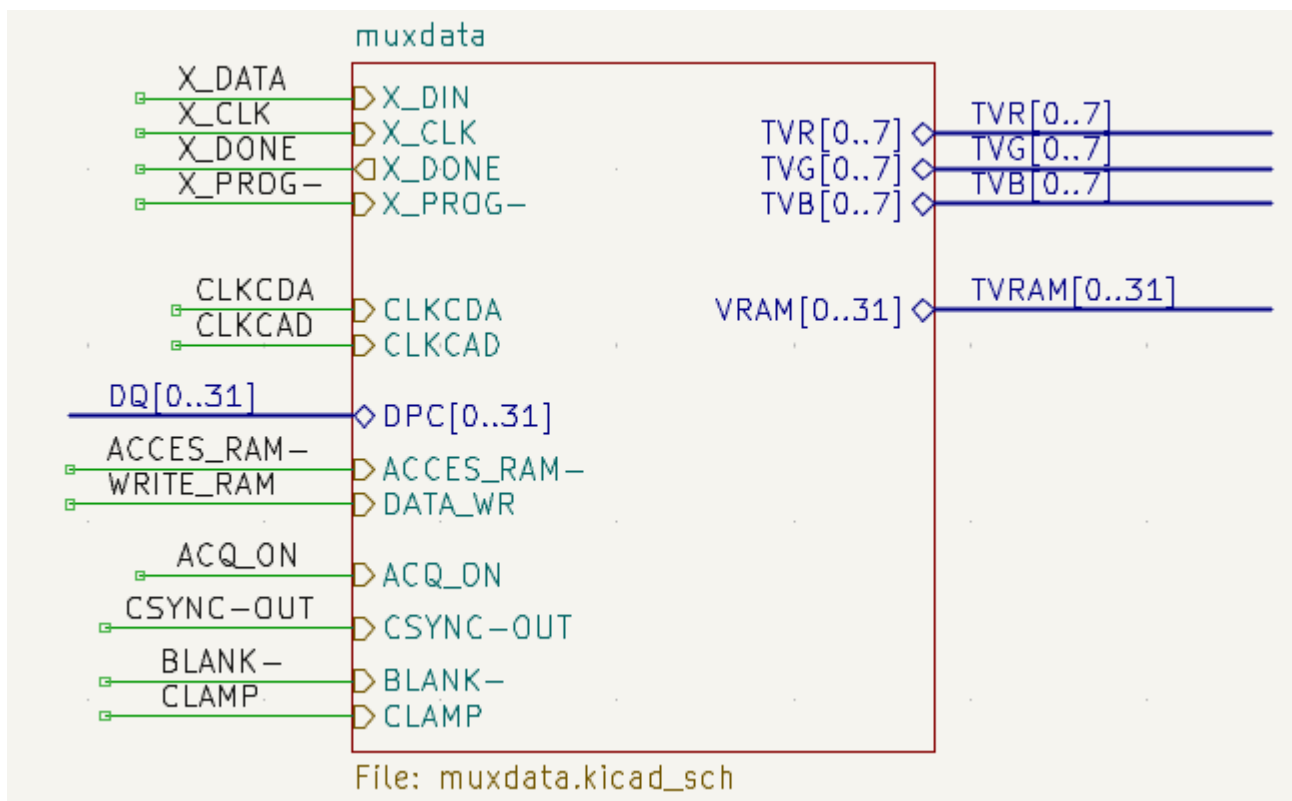 muxdata
X_DATA
X_DIN
X_CLK
X_CLK
X_DONE
X_DONE
X_PROG-
X_PROG-
TVR[0..7]
TVR[0..7]
TVG[0..7]
TVG[0..7]
TVB[0..7]
TVB[0..7]
CLKCDA
CLKCDA
CLKCAD
CLKCAD
VRAM[0..31]
TVRAM[0..31]
DQ[0..31]
DPC[0..31]
ACCES_RAM-
ACCES_RAM-
WRITE_RAM
DATA_WR
ACQ_ON
ACQ_ON
CSYNC-OUT
CSYNC-OUT
BLANK-
BLANK-
CLAMP
CLAMP
File: muxdata.kicad_sch